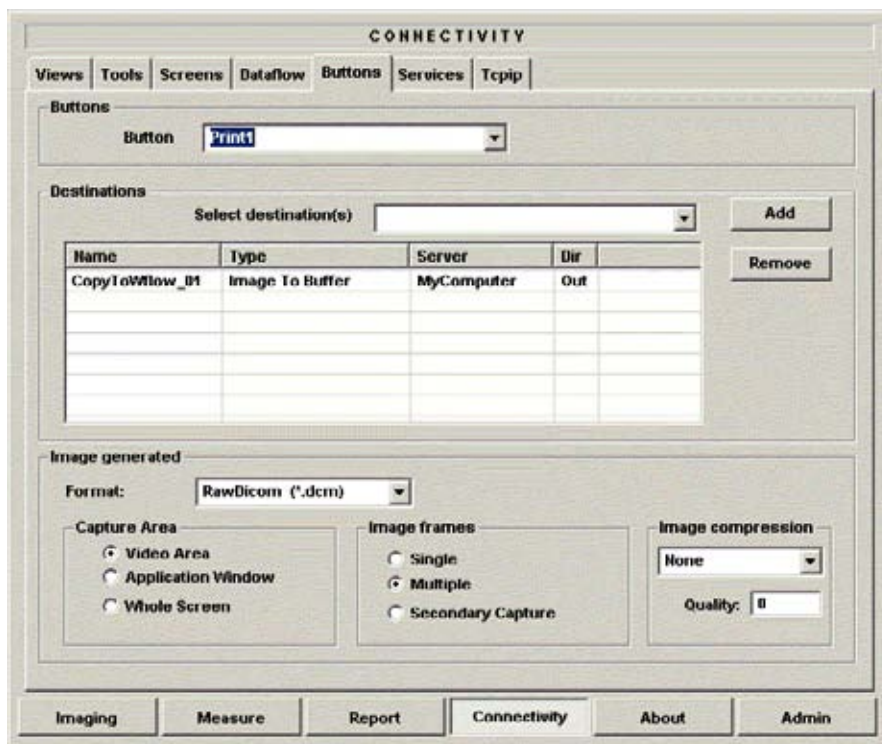 CONNECTIVITY
Views Tools Screens Dataflow Buttons Services Tcpip
Buttons
Button Print1
Destinations
Select destination(s) Add
Name Type Server Dir Remove
CopyToWflow_01 Image To Buffer MyComputer Out
Image generated
Format: RawDicom (*.dcm)
Capture Area Image frames Image compression
Video Area Single None
Application Window Multiple
Whole Screen Secondary Capture Quality: 0
Imaging Measure Report Connectivity About Admin